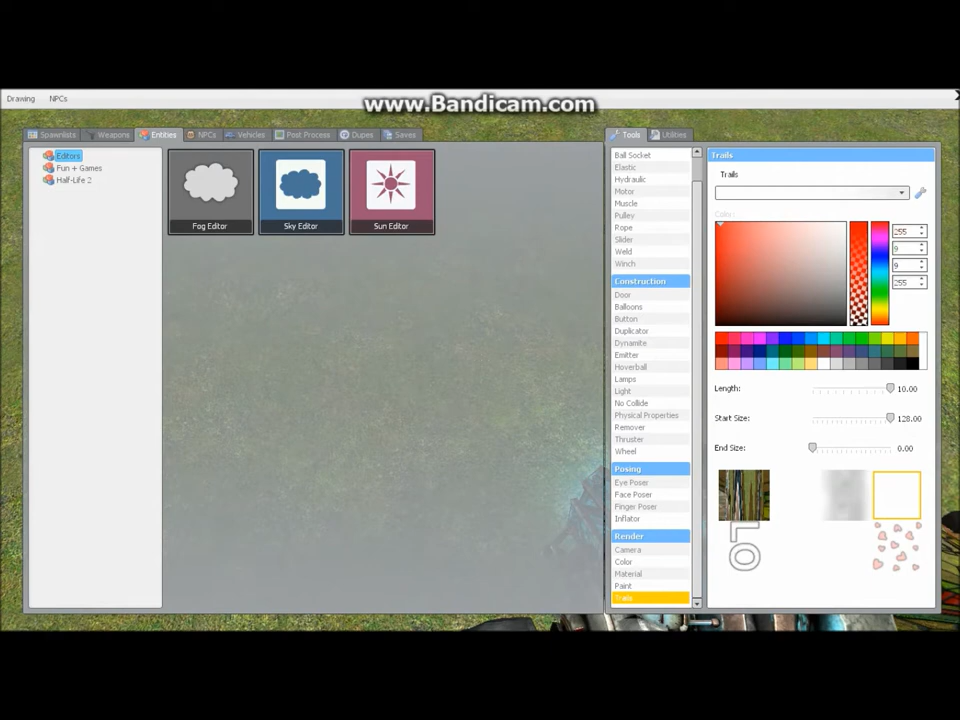 Drawing NPCs
www.Bandicam.com
Spawnlists Weapons Entities NPCs Vehicles Post Process Dupes Saves
Tools Utilities
Editors
Fun + Games
Half-Life 2
Fog Editor
Sky Editor
Sun Editor
Ball Socket
Elastic
Hydraulic
Motor
Muscle
Pulley
Rope
Slider
Weld
Winch
Construction
Door
Balloons
Button
Duplicator
Dynamite
Emitter
Hoverball
Lamps
Light
No Collide
Physical Properties
Remover
Thruster
Wheel
Posing
Eye Poser
Face Poser
Finger Poser
Inflator
Render
Camera
Color
Material
Paint
Trails
Trails
Trails
Color:
255
9
9
255
Length: 10.00
Start Size: 128.00
End Size: 0.00
LO